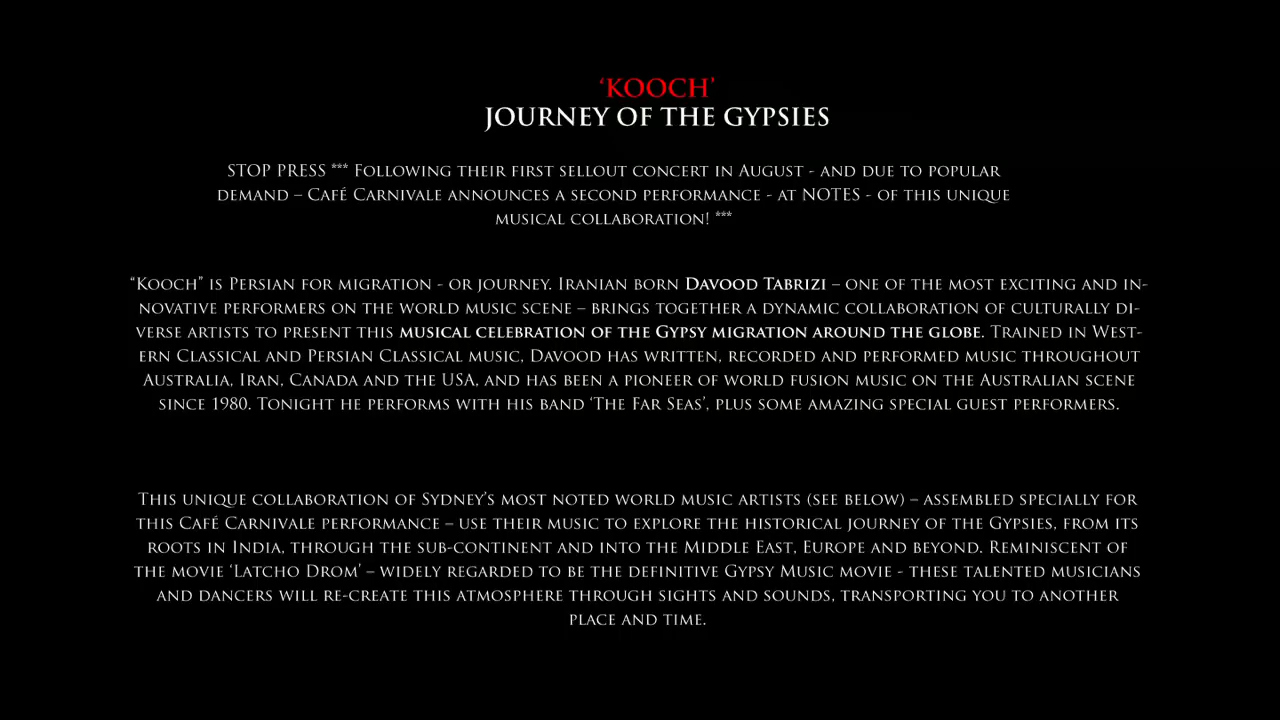 ‘KOOCH’
JOURNEY OF THE GYPSIES
STOP PRESS *** Following their first sellout concert in August - and due to popular
demand – Café Carnivale announces a second performance - at NOTES - of this unique
musical collaboration! ***
“Kooch” is Persian for migration - or journey. Iranian born Davood Tabrizi – one of the most exciting and in-
novative performers on the world music scene – brings together a dynamic collaboration of culturally di-
verse artists to present this musical celebration of the Gypsy migration around the globe. Trained in West-
ern Classical and Persian Classical music, Davood has written, recorded and performed music throughout
Australia, Iran, Canada and the USA, and has been a pioneer of world fusion music on the Australian scene
since 1980. Tonight he performs with his band ‘The Far Seas’, plus some amazing special guest performers.
This unique collaboration of Sydney’s most noted world music artists (see below) – assembled specially for
this Café Carnivale performance – use their music to explore the historical journey of the Gypsies, from its
roots in India, through the sub-continent and into the Middle East, Europe and beyond. Reminiscent of
the movie ‘Latcho Drom’ – widely regarded to be the definitive Gypsy Music movie - these talented musicians
and dancers will re-create this atmosphere through sights and sounds, transporting you to another
place and time.